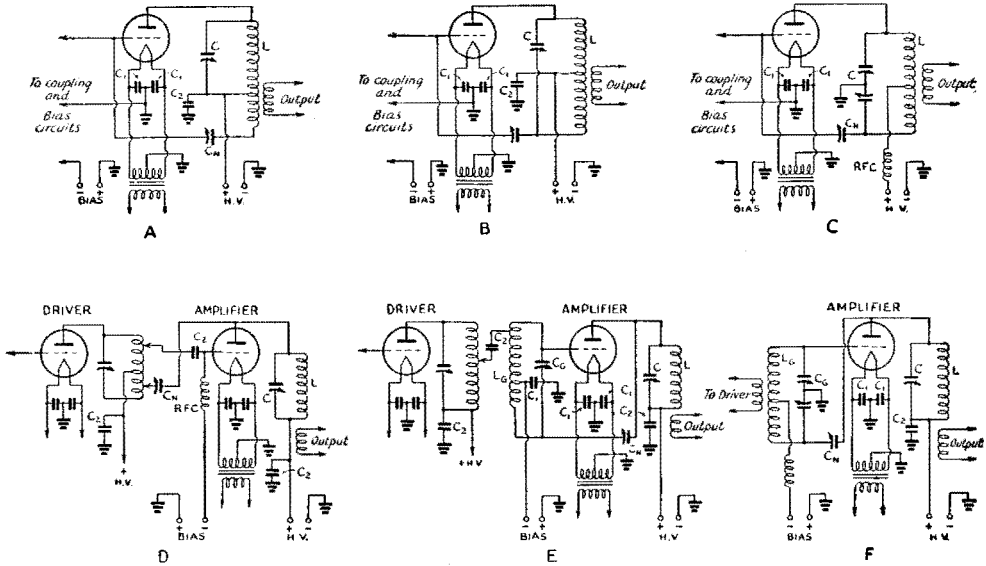 C
L
C₁
C₁
C₂
To coupling
and
Bias circuits
Output
CN
- +
BIAS
+ -
H.V.
A
C
L
C₁
C₁
C₂
To coupling
and
Bias circuits
Output
CN
- +
BIAS
+ -
H.V.
B
C
L
C₁
C₁
To coupling
and
Bias circuits
Output
CN
RFC
- +
BIAS
+ -
H.V.
C
DRIVER
AMPLIFIER
C₂
CN
RFC
C
L
C₂
+
H.V.
Output
C₂
+ -
BIAS
+ -
H.V.
D
DRIVER
AMPLIFIER
C₂
LG
CG
C₁
C₁
C₁
C
L
C₂
C₂
Output
CN
+ H.V.
- +
BIAS
+ -
H.V.
E
AMPLIFIER
To Driver
LG
CG
C₁
C₁
C
L
C₂
Output
CN
- +
BIAS
+ -
H.V.
F